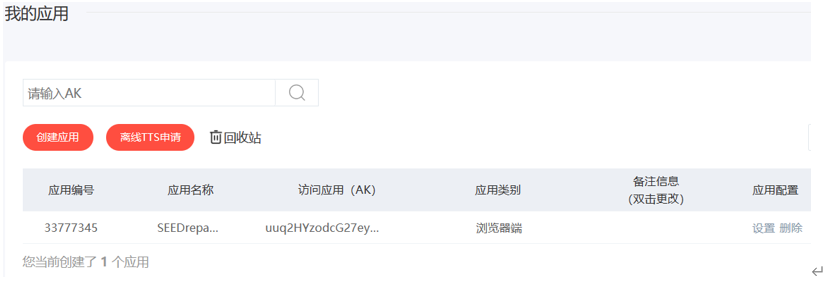 我的应用
请输入AK
创建应用 离线TTS申请 回收站
应用编号 应用名称 访问应用（AK） 应用类别 备注信息 （双击更改） 应用配置
33777345 SEEDrepa... uuq2HYzodcG27ey... 浏览器端 设置 删除
您当前创建了 1 个应用